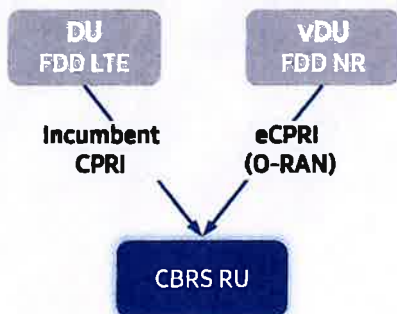 DU
FDD LTE
vDU
FDD NR
Incumbent
CPRI
eCPRI
(O-RAN)
CBRS RU